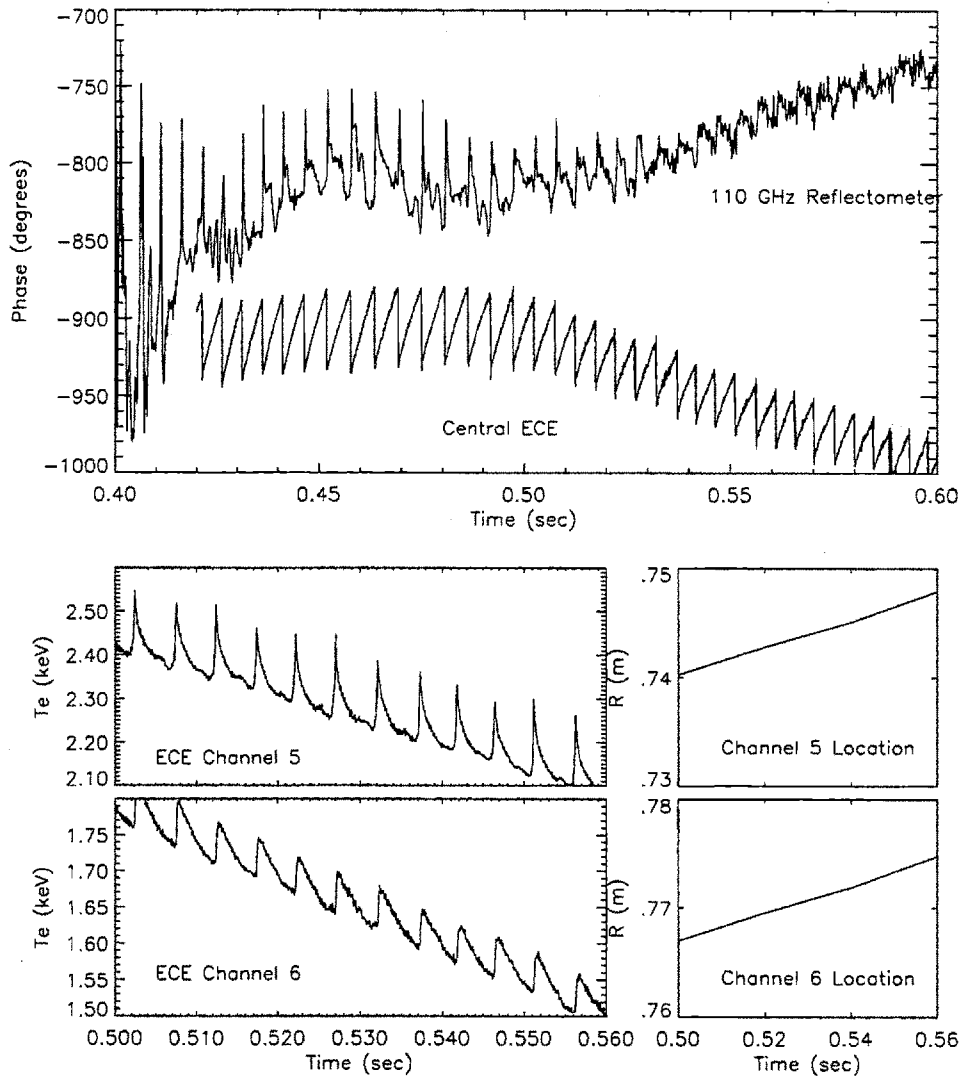 -700
-750
-800
-850
-900
-950
-1000
Phase (degrees)
110 GHz Reflectometer
Central ECE
0.40
0.45
0.50
0.55
0.60
Time (sec)
2.50
2.40
2.30
2.20
2.10
Te (keV)
ECE Channel 5
.75
.74
.73
R (m)
Channel 5 Location
1.75
1.70
1.65
1.60
1.55
1.50
Te (keV)
ECE Channel 6
0.500
0.510
0.520
0.530
0.540
0.550
0.560
Time (sec)
.78
.77
.76
R (m)
Channel 6 Location
0.50
0.52
0.54
0.56
Time (sec)